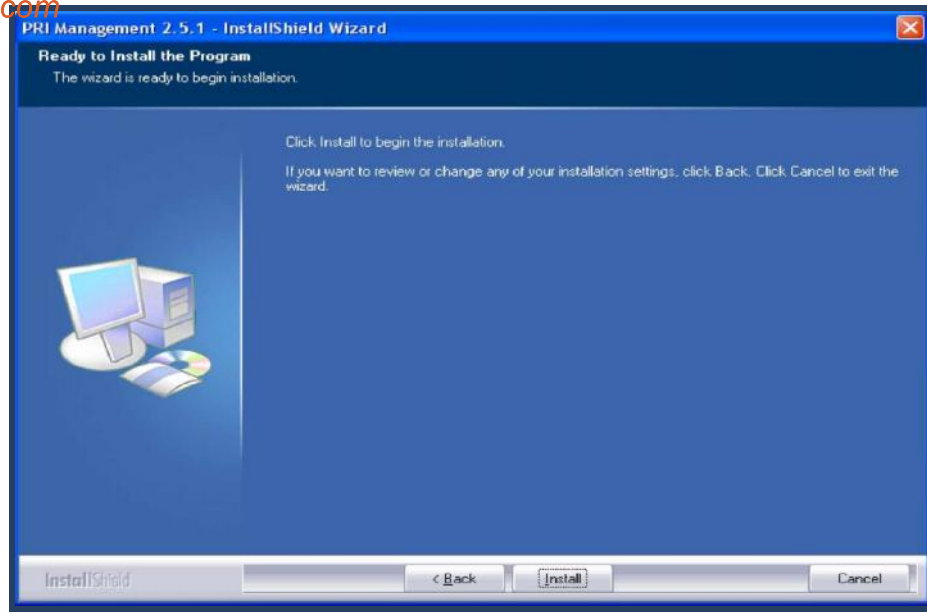 com
PRI Management 2.5.1 - InstallShield Wizard
Ready to Install the Program
The wizard is ready to begin installation.
Click Install to begin the installation.
If you want to review or change any of your installation settings, click Back. Click Cancel to exit the
wizard.
InstallShield
< Back
Install
Cancel